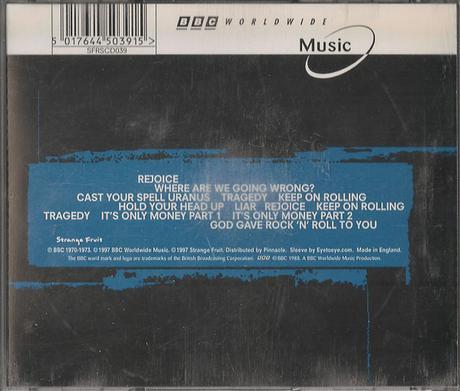 BBC WORLDWIDE
Music
5 017644 503915 >
SFRSCD039
REJOICE
WHERE ARE WE GOING WRONG?
CAST YOUR SPELL URANUS TRAGEDY KEEP ON ROLLING
HOLD YOUR HEAD UP LIAR REJOICE KEEP ON ROLLING
TRAGEDY IT'S ONLY MONEY PART 1 IT'S ONLY MONEY PART 2
GOD GAVE ROCK 'N' ROLL TO YOU
Strange Fruit
© BBC 1970-1973. ©1997 BBC Worldwide Music. ©1997 Strange Fruit. Distributed by Pinnacle. Sleeve by Eyetoeye.com. Made in England.
The BBC word mark and logo are trademarks of the British Broadcasting Corporation. BBC ©BBC 1988. A BBC Worldwide Music Production.